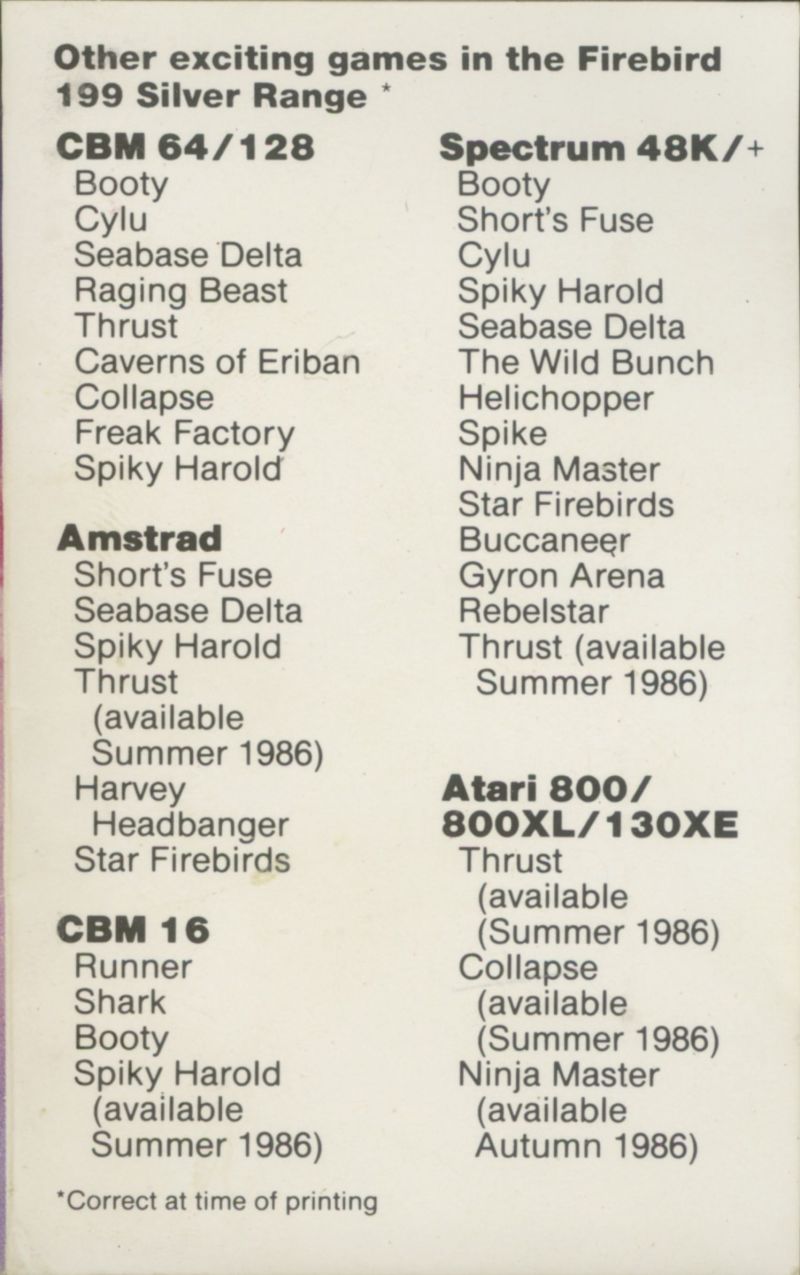 Other exciting games in the Firebird
199 Silver Range *
CBM 64/128
Booty
Cylu
Seabase Delta
Raging Beast
Thrust
Caverns of Eriban
Collapse
Freak Factory
Spiky Harold
Amstrad
Short's Fuse
Seabase Delta
Spiky Harold
Thrust
(available
Summer 1986)
Harvey
Headbanger
Star Firebirds
CBM 16
Runner
Shark
Booty
Spiky Harold
(available
Summer 1986)
Spectrum 48K/+
Booty
Short's Fuse
Cylu
Spiky Harold
Seabase Delta
The Wild Bunch
Helichopper
Spike
Ninja Master
Star Firebirds
Buccaneer
Gyron Arena
Rebelstar
Thrust (available
Summer 1986)
Atari 800/
800XL/130XE
Thrust
(available
(Summer 1986)
Collapse
(available
(Summer 1986)
Ninja Master
(available
Autumn 1986)
*Correct at time of printing